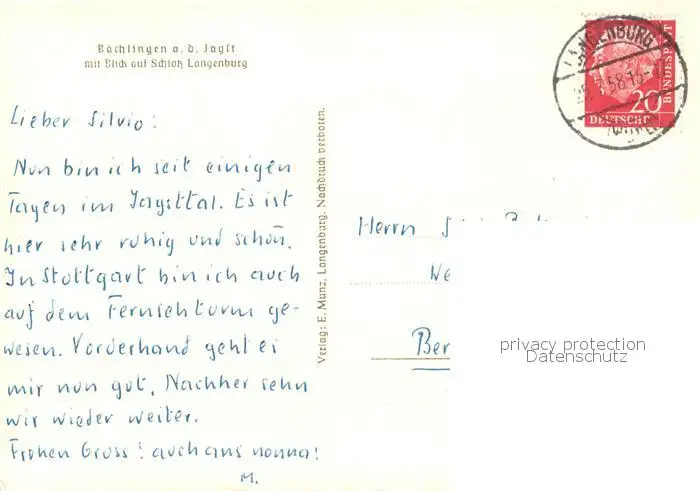 Bächlingen a. d. Jagst
mit Blick auf Schloß Langenburg
LANGENBURG
58.15-
20
DEUTSCHE
BUNDESPOST
Lieber Silvio!
Nun bin ich seit einigen
Tagen im Jagsttal. Es ist
hier sehr ruhig und schön.
In Stuttgart bin ich auch
auf dem Fernsehturm ge-
wesen. Vorderhand geht es
mir nun gut. Nachher sehn
wir wieder weiter.
Frohen Gruss! auch ans nonna!
M.
Verlag: E. Munz, Langenburg. Nachdruck verboten.
Herrn
Ber
privacy protection
Datenschutz